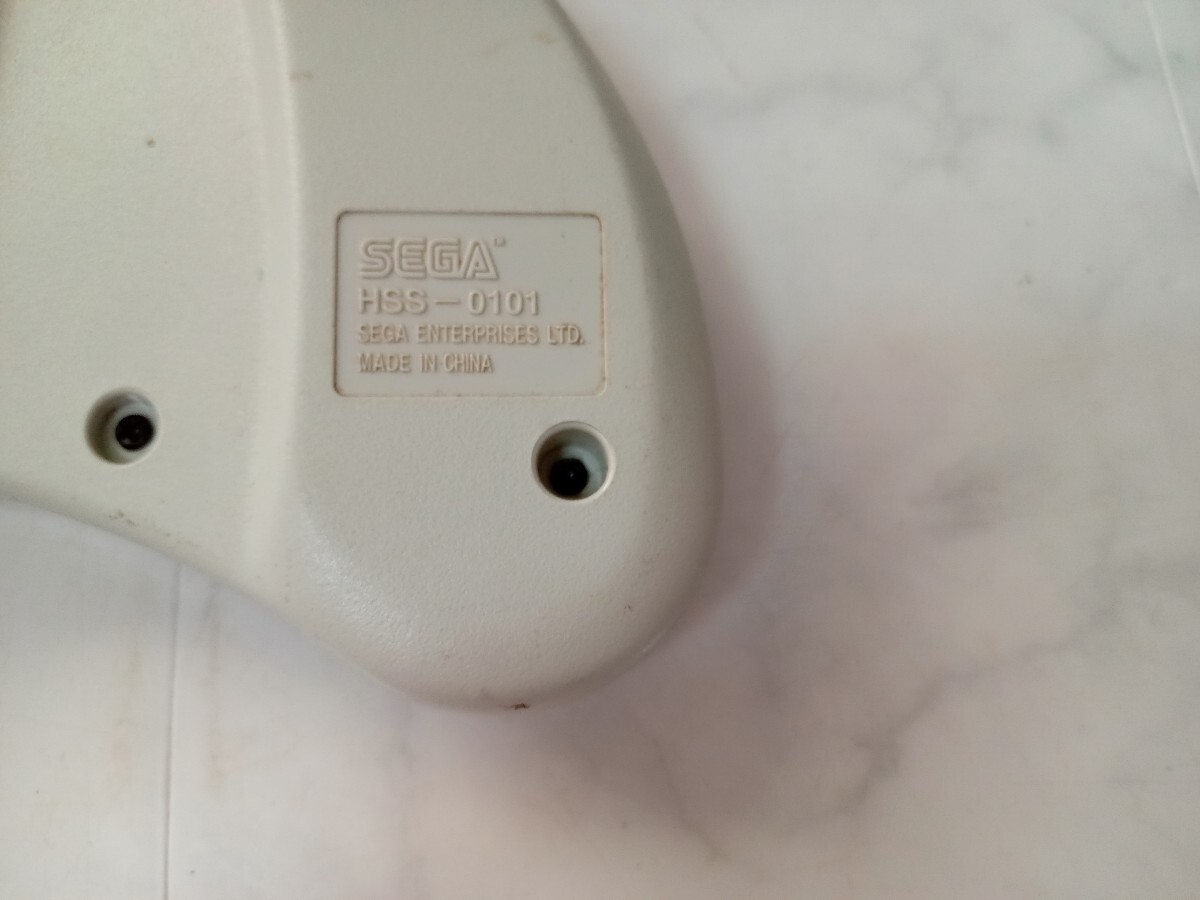 SEGA®
HSS-0101
SEGA ENTERPRISES LTD.
MADE IN CHINA